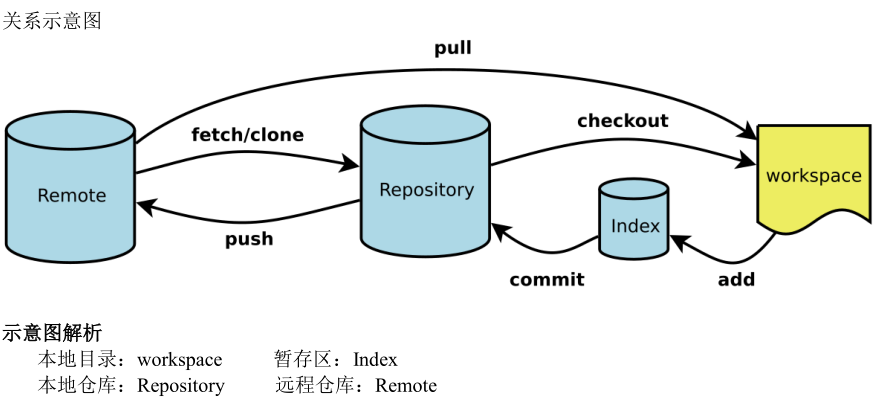 关系示意图
pull
fetch/clone
checkout
Remote
Repository
workspace
Index
push
commit
add
示意图解析
本地目录：workspace 暂存区：Index
本地仓库：Repository 远程仓库：Remote